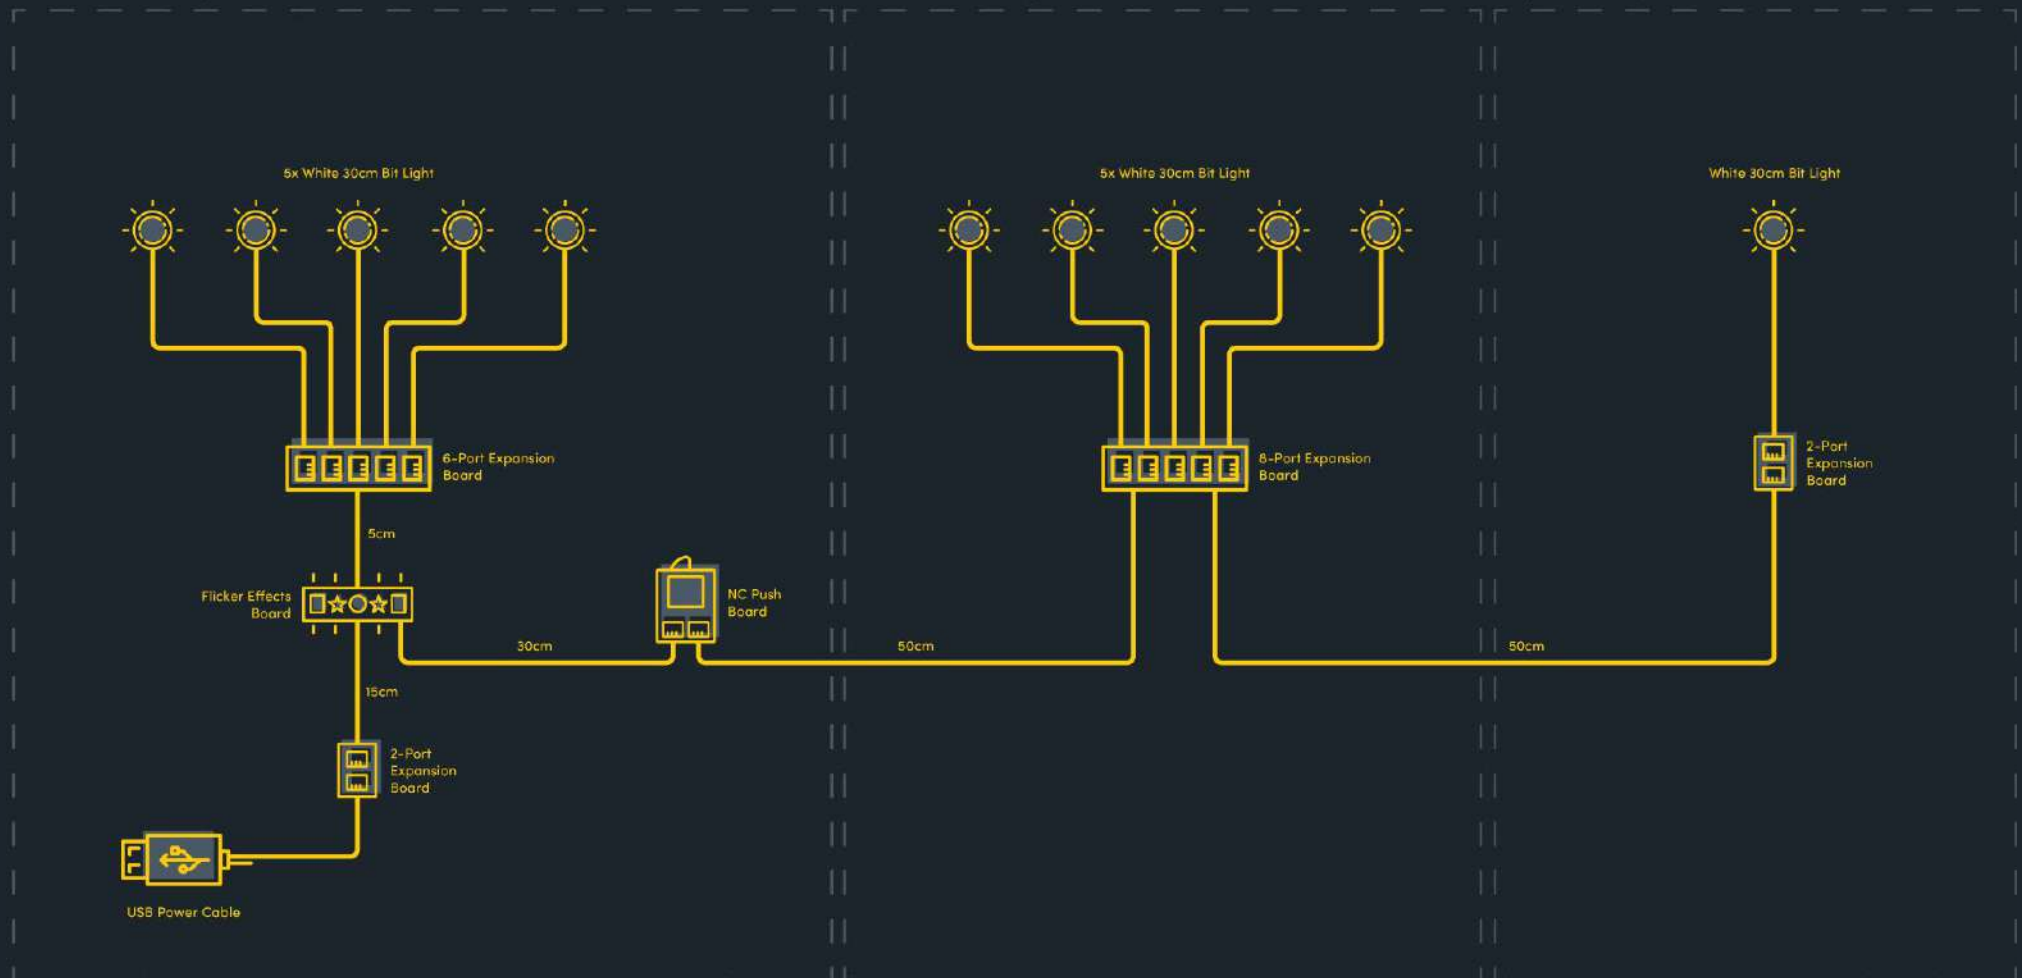 5x White 30cm Bit Light
5x White 30cm Bit Light
White 30cm Bit Light
6-Port Expansion
Board
8-Port Expansion
Board
2-Port
Expansion
Board
5cm
Flicker Effects
Board
NC Push
Board
30cm
50cm
50cm
15cm
2-Port
Expansion
Board
USB Power Cable